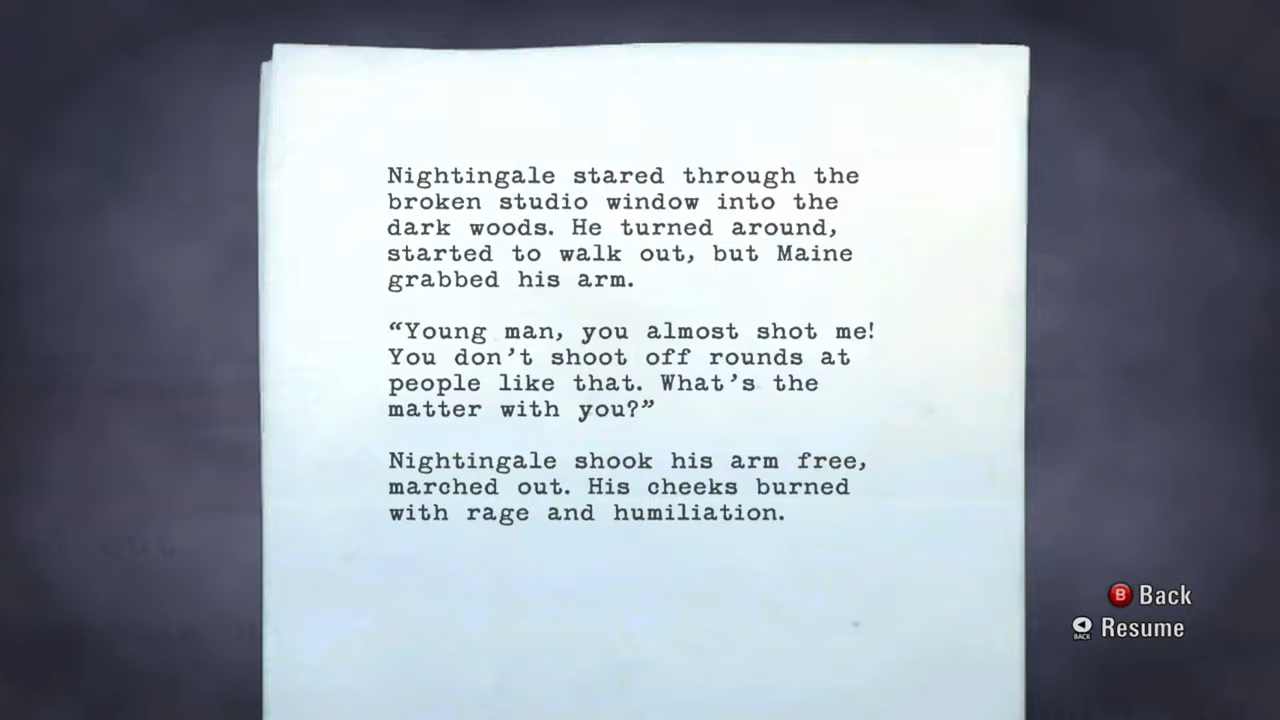 Nightingale stared through the
broken studio window into the
dark woods. He turned around,
started to walk out, but Maine
grabbed his arm.
“Young man, you almost shot me!
You don’t shoot off rounds at
people like that. What’s the
matter with you?”
Nightingale shook his arm free,
marched out. His cheeks burned
with rage and humiliation.
B Back
BACK Resume